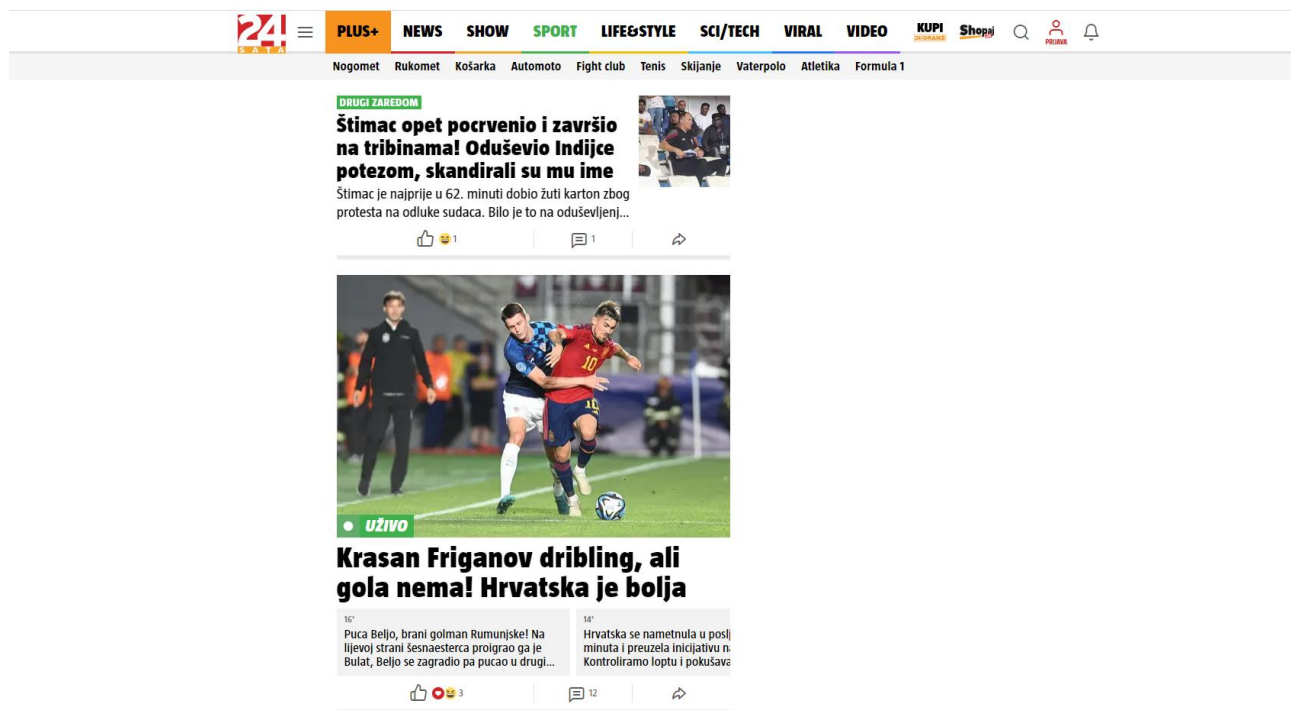 24
SATA
PLUS+ NEWS SHOW SPORT LIFE&STYLE SCI/TECH VIRAL VIDEO KUPI Shopaj
PRIJAVA
Nogomet Rukomet Košarka Automoto Fight club Tenis Skijanje Vaterpolo Atletika Formula 1
DRUGI ZAREDOM
Štimac opet pocrvenio i završio
na tribinama! Oduševio Indijce
potezom, skandirali su mu ime
Štimac je najprije u 62. minuti dobio žuti karton zbog
protesta na odluke sudaca. Bilo je to na oduševljenj...
1 1
10
10
UŽIVO
Krasan Friganov dribling, ali
gola nema! Hrvatska je bolja
16'
Puca Beljo, brani golman Rumunjske! Na
lijevoj strani šesnaesterca proigrao ga je
Bulat, Beljo se zagradio pa pucao u drugi...
14'
Hrvatska se nametnula u poslj
minuta i preuzela inicijativu na
Kontroliramo loptu i pokušava
3 12